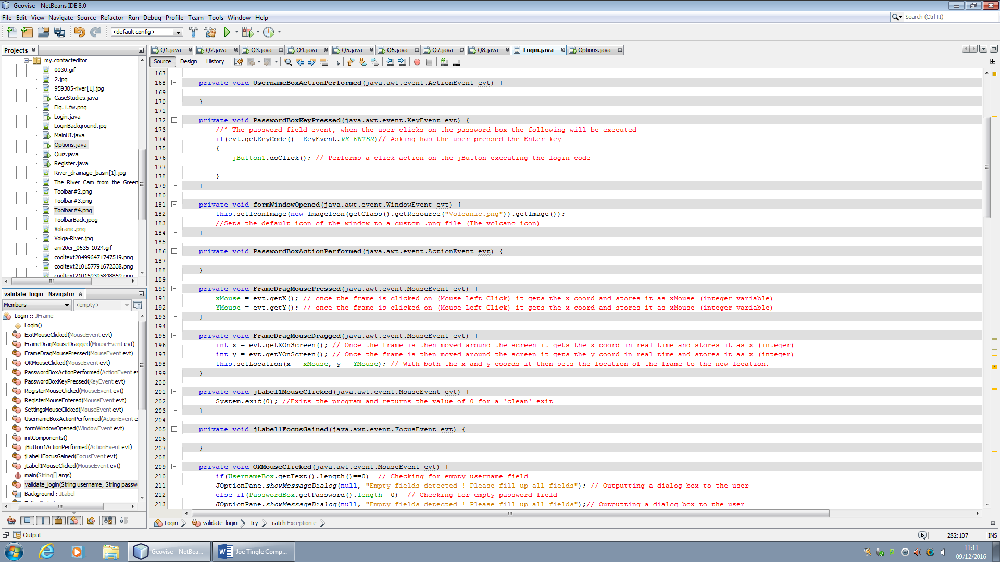 Geovise - NetBeans IDE 8.0
File Edit View Navigate Source Refactor Run Debug Profile Team Tools Window Help
Search (Ctrl+I)
<default config>
Projects
my.contacteditor
0030.gif
2.jpg
959385-river[1].jpg
CaseStudies.java
Fig.1.fw.png
Login.java
LoginBackground.jpg
MainUI.java
Options.java
Quiz.java
Register.java
River_drainage_basin[1].jpg
The_River_Cam_from_the_Green
Toolbar#2.png
Toolbar#3.png
Toolbar#4.png
ToolbarBack.jpeg
Volcanic.png
Volga-River.jpg
ani20er_0635-1024.gif
cooltext204996471747519.png
cooltext210157791672338.png
cooltext210159305848859.png
validate_login - Navigator
Members
<empty>
Login :: JFrame
Login()
ExitMouseClicked(MouseEvent evt)
FrameDragMouseDragged(MouseEvent evt)
FrameDragMousePressed(MouseEvent evt)
OKMouseClicked(MouseEvent evt)
PasswordBoxActionPerformed(ActionEvent ev
PasswordBoxKeyPressed(KeyEvent evt)
RegisterMouseClicked(MouseEvent evt)
RegisterMouseEntered(MouseEvent evt)
SettingsMouseClicked(MouseEvent evt)
UsernameBoxActionPerformed(ActionEvent e
formWindowOpened(WindowEvent evt)
initComponents()
jButton1ActionPerformed(ActionEvent evt)
jLabel1FocusGained(FocusEvent evt)
jLabel1MouseClicked(MouseEvent evt)
main(String[] args)
validate_login(String username, String passw
Background : JLabel
Q1.java Q2.java Q3.java Q4.java Q5.java Q6.java Q7.java Q8.java Login.java Options.java
Source Design History
167
168 private void UsernameBoxActionPerformed(java.awt.event.ActionEvent evt) {
169
170 }
171
172 private void PasswordBoxKeyPressed(java.awt.event.KeyEvent evt) {
173 //^ The password field event, when the user clicks on the password box the following will be executed
174 if(evt.getKeyCode()==KeyEvent.VK_ENTER)// Asking has the user pressed the Enter key
175 {
176 jButton1.doClick(); // Performs a click action on the jButton executing the login code
177
178 }
179 }
180
181 private void formWindowOpened(java.awt.event.WindowEvent evt) {
182 this.setIconImage(new ImageIcon(getClass().getResource("Volcanic.png")).getImage());
183 //Sets the default icon of the window to a custom .png file (The volcano icon)
184 }
185
186 private void PasswordBoxActionPerformed(java.awt.event.ActionEvent evt) {
187
188 }
189
190 private void FrameDragMousePressed(java.awt.event.MouseEvent evt) {
191 xMouse = evt.getX(); // once the frame is clicked on (Mouse Left Click) it gets the x coord and stores it as xMouse (integer variable)
192 YMouse = evt.getY(); // once the frame is clicked on (Mouse Left Click) it gets the x coord and stores it as xMouse (integer variable)
193 }
194
195 private void FrameDragMouseDragged(java.awt.event.MouseEvent evt) {
196 int x = evt.getXOnScreen(); // Once the frame is then moved around the screen it gets the x coord in real time and stores it as x (integer)
197 int y = evt.getYOnScreen(); // Once the frame is then moved around the screen it gets the y coord in real time and stores it as x (integer)
198 this.setLocation(x - xMouse, y - YMouse); // With both the x and y coords it then sets the location of the frame to the new location.
199 }
200
201 private void jLabel1MouseClicked(java.awt.event.MouseEvent evt) {
202 System.exit(0); //Exits the program and returns the value of 0 for a 'clean' exit
203 }
204
205 private void jLabel1FocusGained(java.awt.event.FocusEvent evt) {
206
207 }
208
209 private void OKMouseClicked(java.awt.event.MouseEvent evt) {
210 if(UsernameBox.getText().length()==0) // Checking for empty username field
211 JOptionPane.showMessageDialog(null, "Empty fields detected ! Please fill up all fields"); // Outputting a dialog box to the user
212 else if(PasswordBox.getPassword().length==0) // Checking for empty password field
213 JOptionPane.showMessageDialog(null, "Empty fields detected ! Please fill up all fields");// Outputting a dialog box to the user
Login validate_login try catch Exception e
Output
6 282:107 INS
Geovise - NetBea...
Joe Tingle Comp...
11:11
09/12/2016